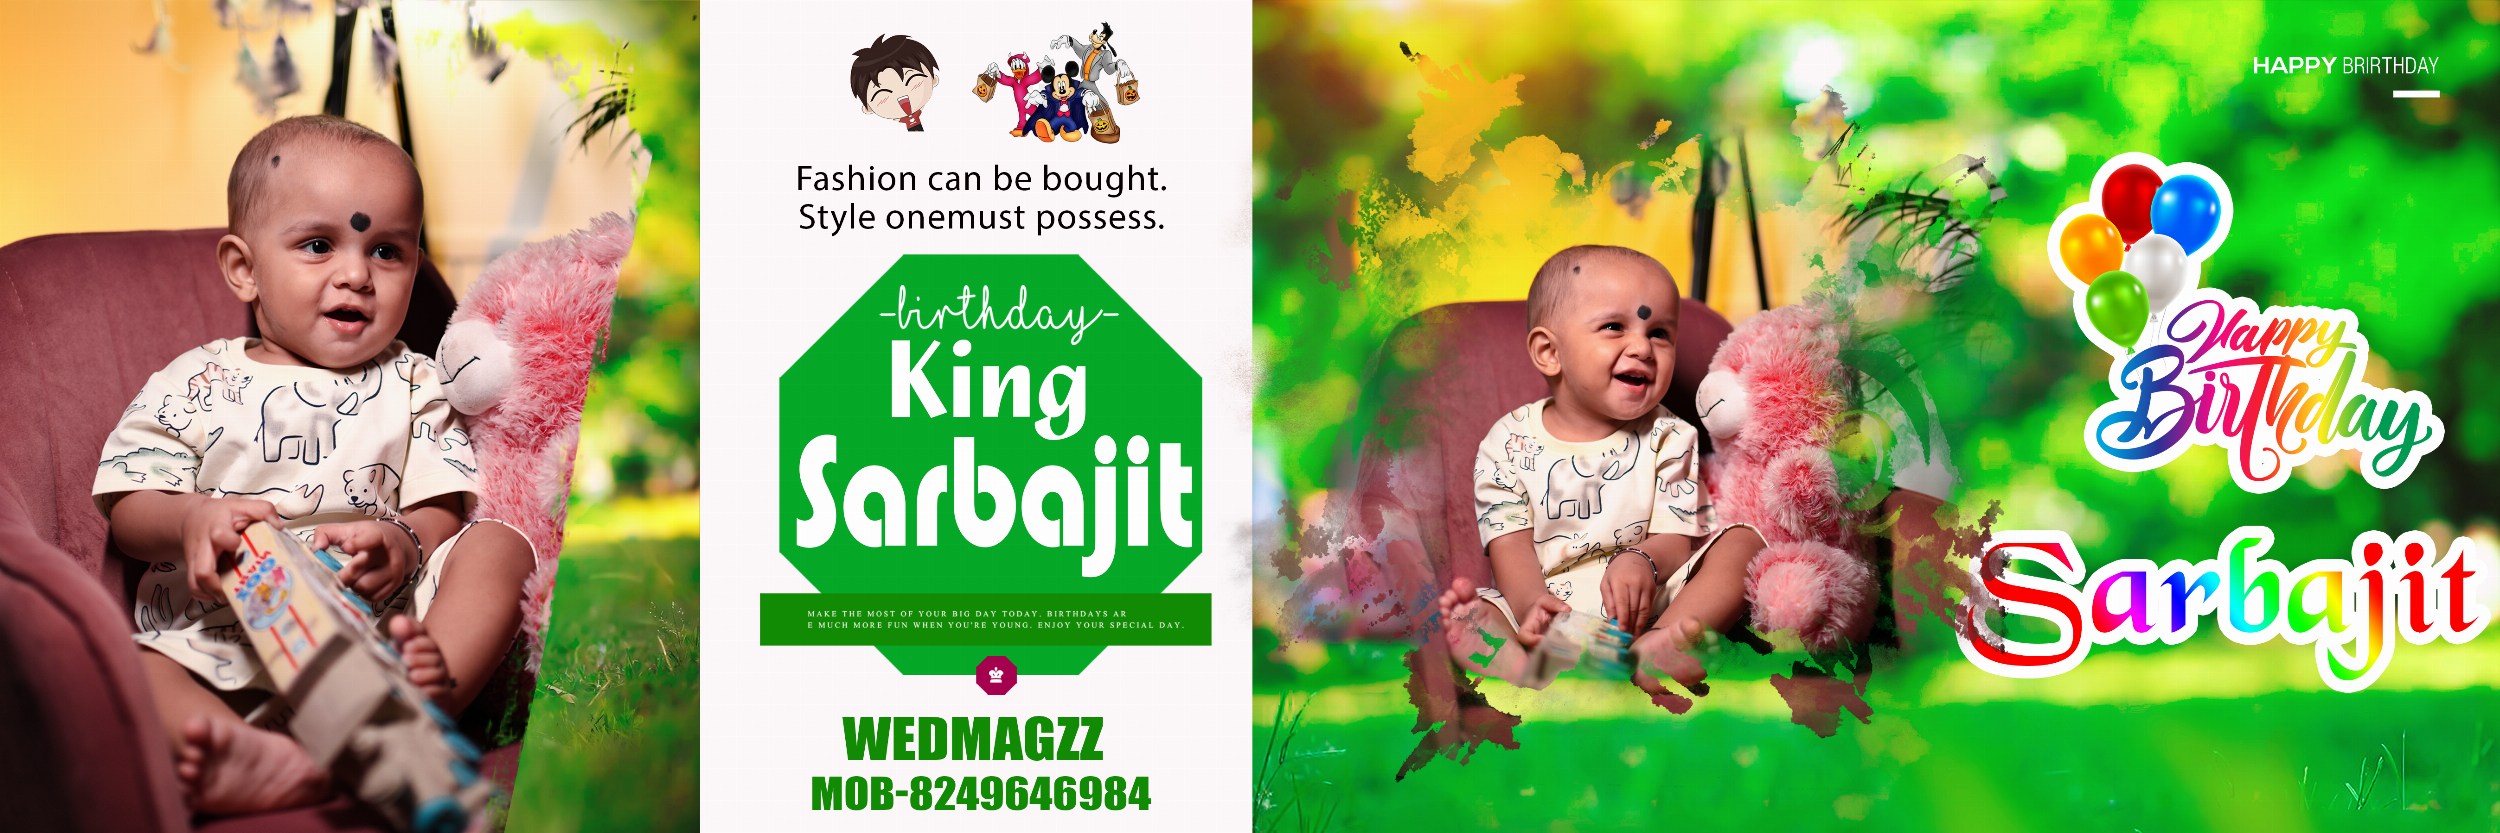 Fashion can be bought.
Style onemust possess.
-birthday-
King
Sarbajit
MAKE THE MOST OF YOUR BIG DAY TODAY. BIRTHDAYS AR
E MUCH MORE FUN WHEN YOU'RE YOUNG. ENJOY YOUR SPECIAL DAY.
WEDMAGZZ
MOB-8249646984
HAPPY BRIRTHDAY
Happy
Birthday
Sarbajit